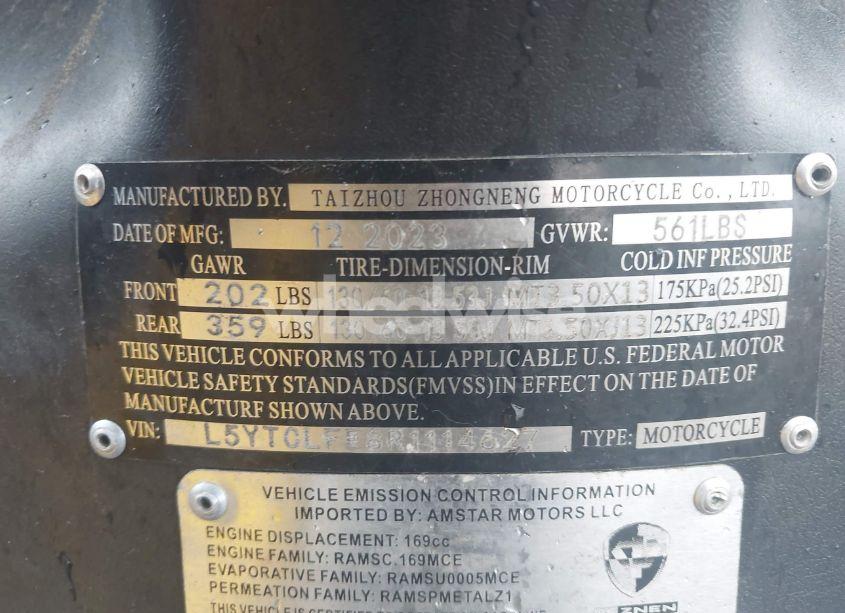 MANUFACTURED BY. TAIZHOU ZHONGNENG MOTORCYCLE Co., LTD.
DATE OF MFG: 12 2023 GVWR: 561LBS
GAWR TIRE-DIMENSION-RIM COLD INF PRESSURE
FRONT 202 LBS MT3.50X13 175KPa(25.2PSI)
REAR 359 LBS 225KPa(32.4PSI)
wheelwise
THIS VEHICLE CONFORMS TO ALL APPLICABLE U.S. FEDERAL MOTOR
VEHICLE SAFETY STANDARDS(FMVSS)IN EFFECT ON THE DATE OF
MANUFACTURF SHOWN ABOVE.
VIN: TYPE: MOTORCYCLE
VEHICLE EMISSION CONTROL INFORMATION
IMPORTED BY: AMSTAR MOTORS LLC
ENGINE DISPLACEMENT: 169cc
ENGINE FAMILY: RAMSC.169MCE
EVAPORATIVE FAMILY: RAMSU0005MCE
PERMEATION FAMILY: RAMSPMETALZ1
ZNEN